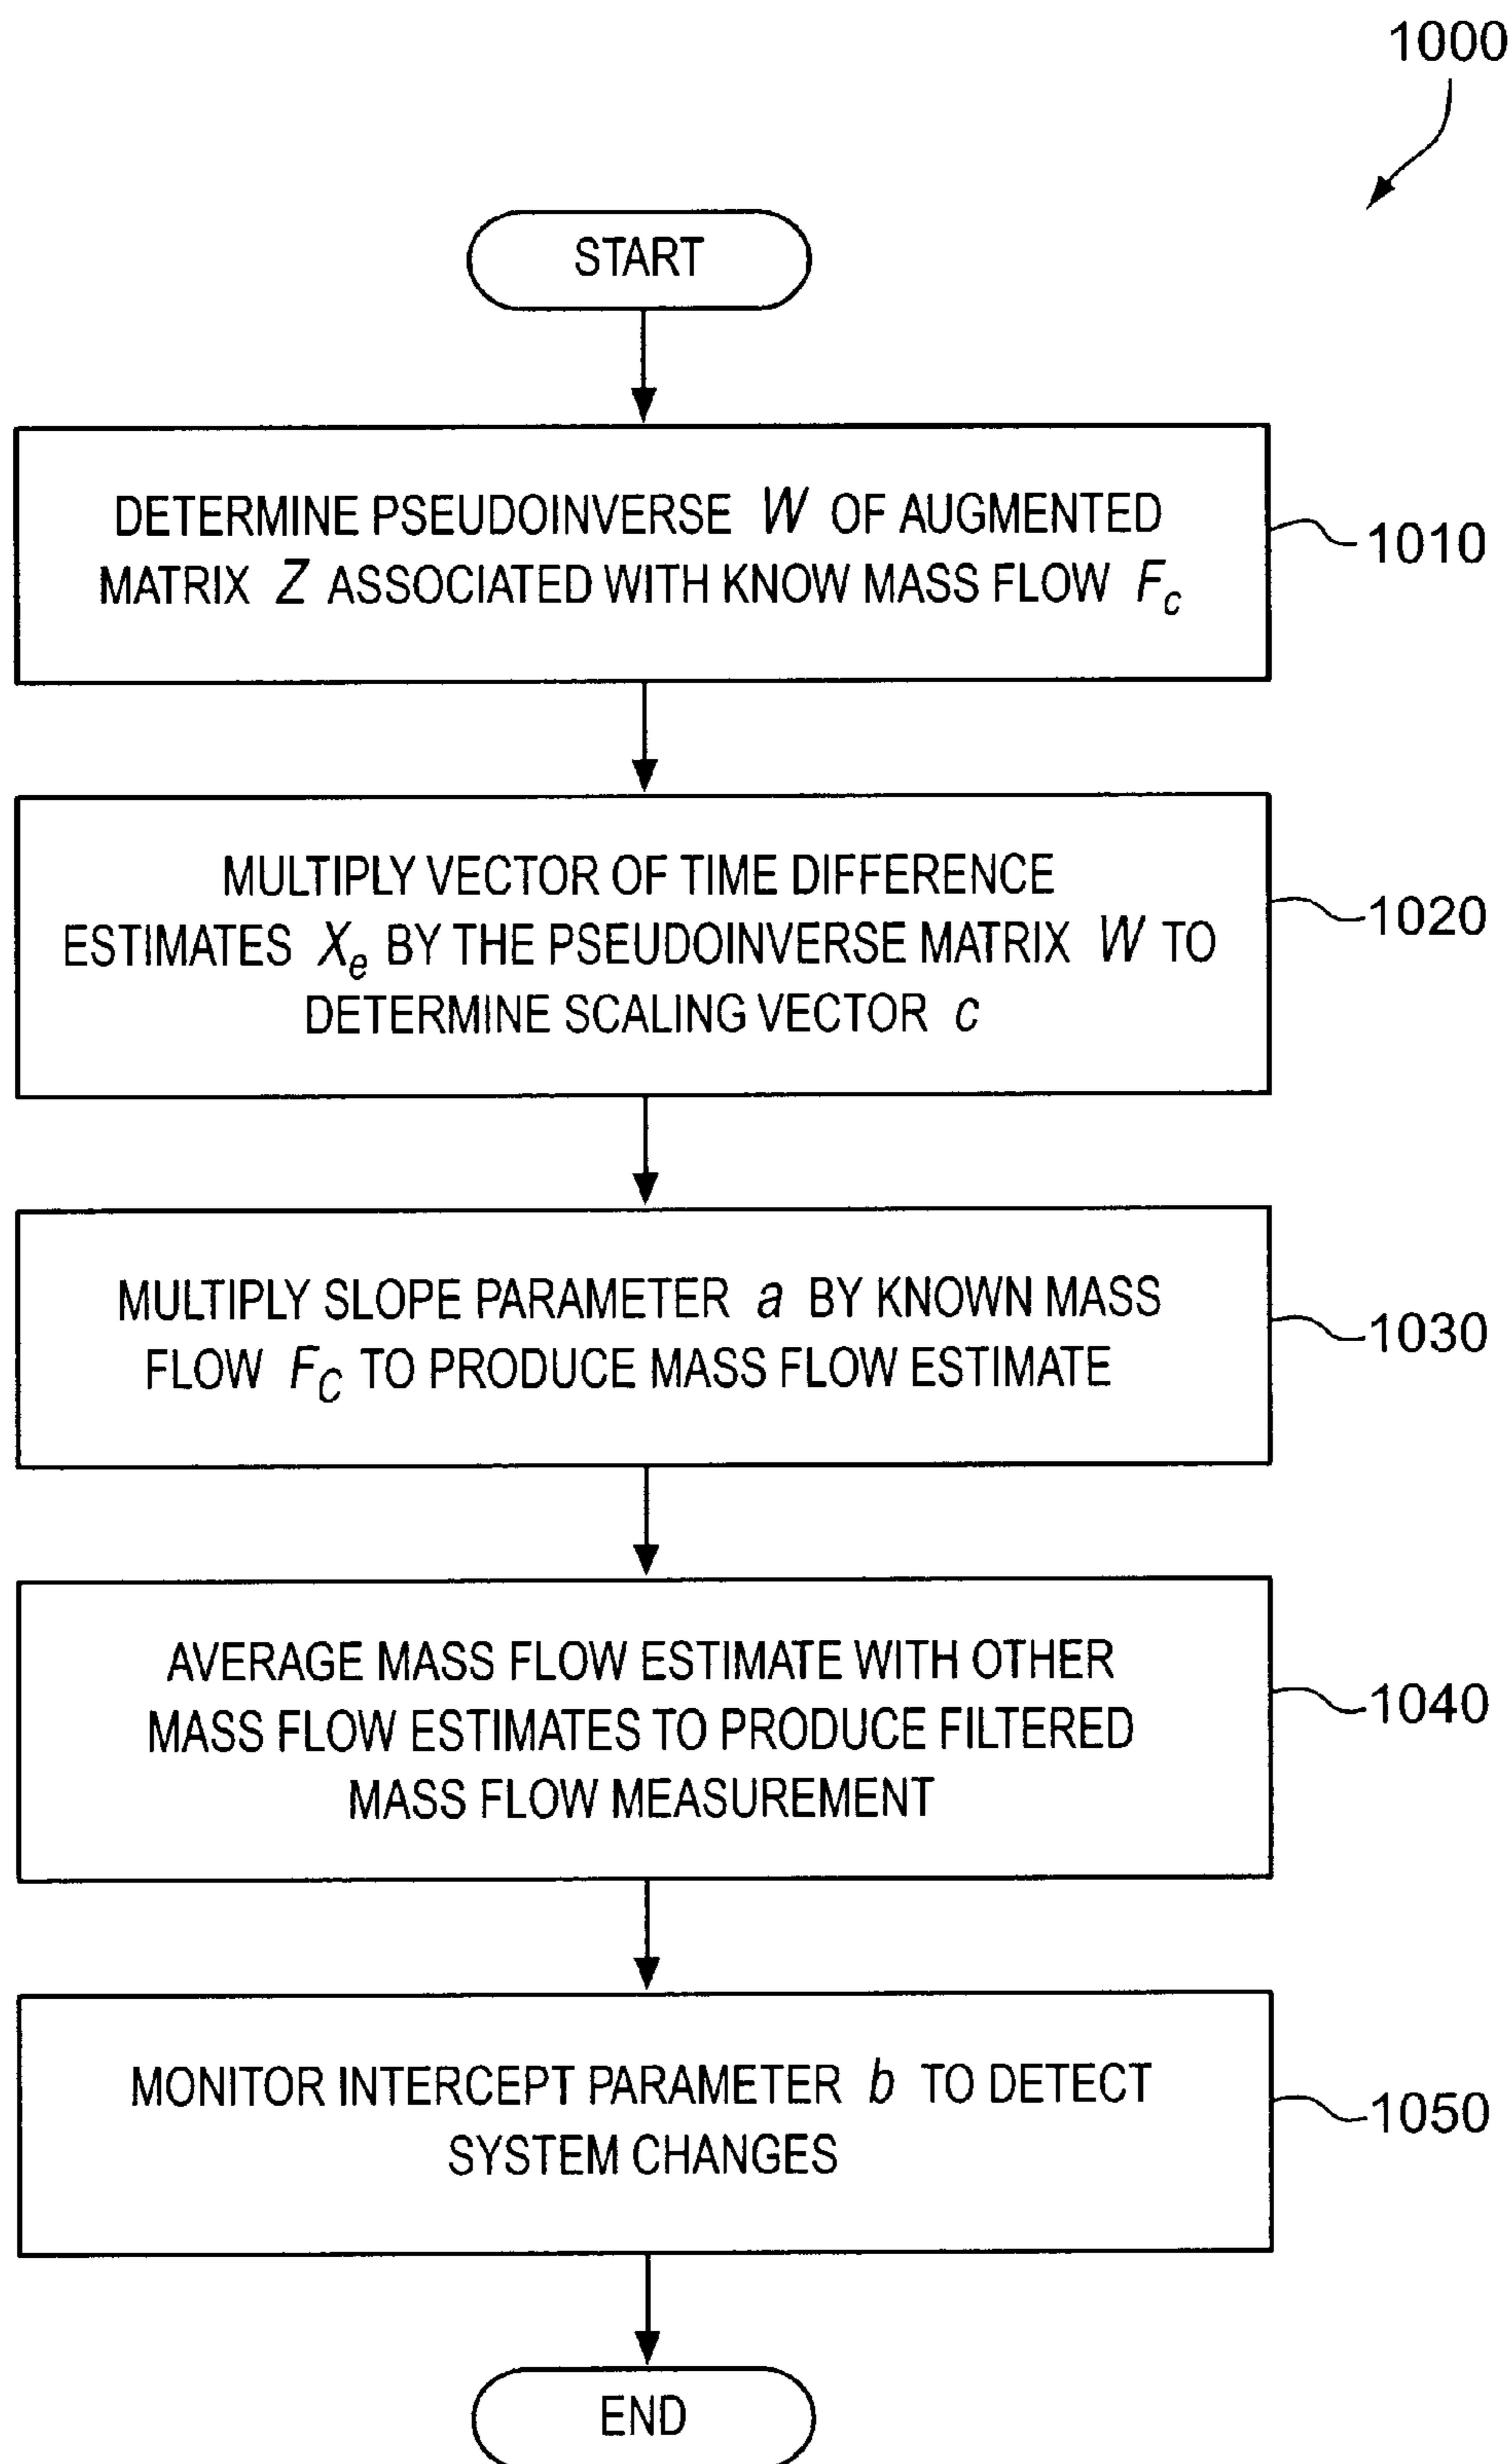 1000
START
DETERMINE PSEUDOINVERSE W OF AUGMENTED
MATRIX Z ASSOCIATED WITH KNOW MASS FLOW Fc
1010
MULTIPLY VECTOR OF TIME DIFFERENCE
ESTIMATES Xe BY THE PSEUDOINVERSE MATRIX W TO
DETERMINE SCALING VECTOR c
1020
MULTIPLY SLOPE PARAMETER a BY KNOWN MASS
FLOW FC TO PRODUCE MASS FLOW ESTIMATE
1030
AVERAGE MASS FLOW ESTIMATE WITH OTHER
MASS FLOW ESTIMATES TO PRODUCE FILTERED
MASS FLOW MEASUREMENT
1040
MONITOR INTERCEPT PARAMETER b TO DETECT
SYSTEM CHANGES
1050
END